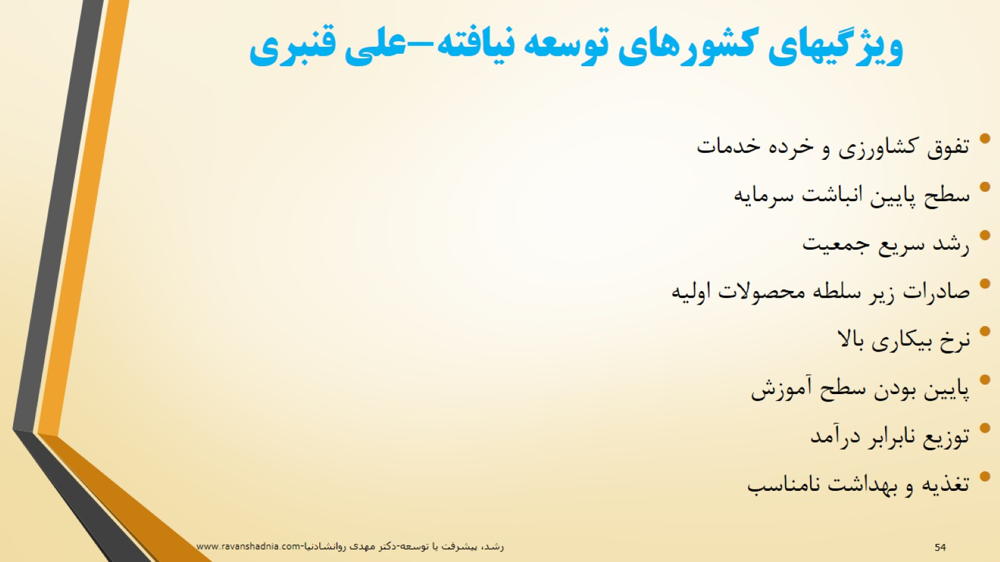 ویژگیهای کشورهای توسعه نیافته-علی قنبری
• تفوق کشاورزی و خرده خدمات
• سطح پایین انباشت سرمایه
• رشد سریع جمعیت
• صادرات زیر سلطه محصولات اولیه
• نرخ بیکاری بالا
• پایین بودن سطح آموزش
• توزیع نابرابر درآمد
• تغذیه و بهداشت نامناسب
رشد، پیشرفت یا توسعه-دکتر مهدی روانشادنیا-www.ravanshadnia.com
54